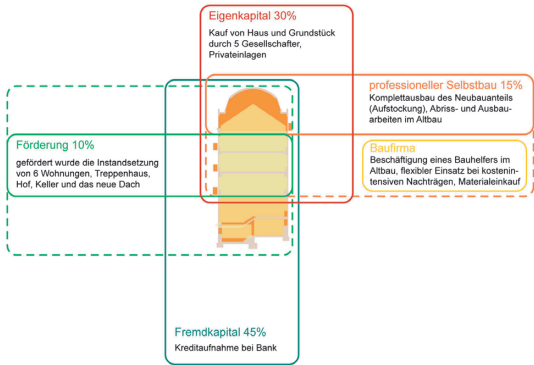 Eigenkapital 30%
Kauf von Haus und Grundstück
durch 5 Gesellschafter,
Privateinlagen
professioneller Selbstbau 15%
Komplettausbau des Neubauanteils
(Aufstockung), Abriss- und Ausbau-
arbeiten im Altbau
Förderung 10%
gefördert wurde die Instandsetzung
von 6 Wohnungen, Treppenhaus,
Hof, Keller und das neue Dach
Baufirma
Beschäftigung eines Bauhelfers im
Altbau, flexibler Einsatz bei kostenin-
tensiven Nachträgen, Materialeinkauf
Fremdkapital 45%
Kreditaufnahme bei Bank